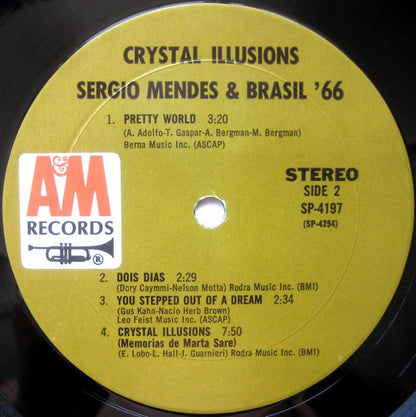 CRYSTAL ILLUSIONS
SERGIO MENDES & BRASIL '66
1. PRETTY WORLD 3:20
(A. Adolfo-T. Gaspar-A. Bergman-M. Bergman)
Berna Music Inc. (ASCAP)
A&M
RECORDS
®
STEREO
SIDE 2
SP-4197
(SP-4294)
2. DOIS DIAS 2:29
(Dory Caymmi-Nelson Motta) Rodra Music Inc. (BMI)
3. YOU STEPPED OUT OF A DREAM 2:34
(Gus Kahn-Nacio Herb Brown)
Leo Feist Music Inc. (ASCAP)
4. CRYSTAL ILLUSIONS 7:50
(Memorias de Marta Sare)
(E. Lobo-L. Hall-J. Guarnieri) Rodra Music Inc. (BMI)